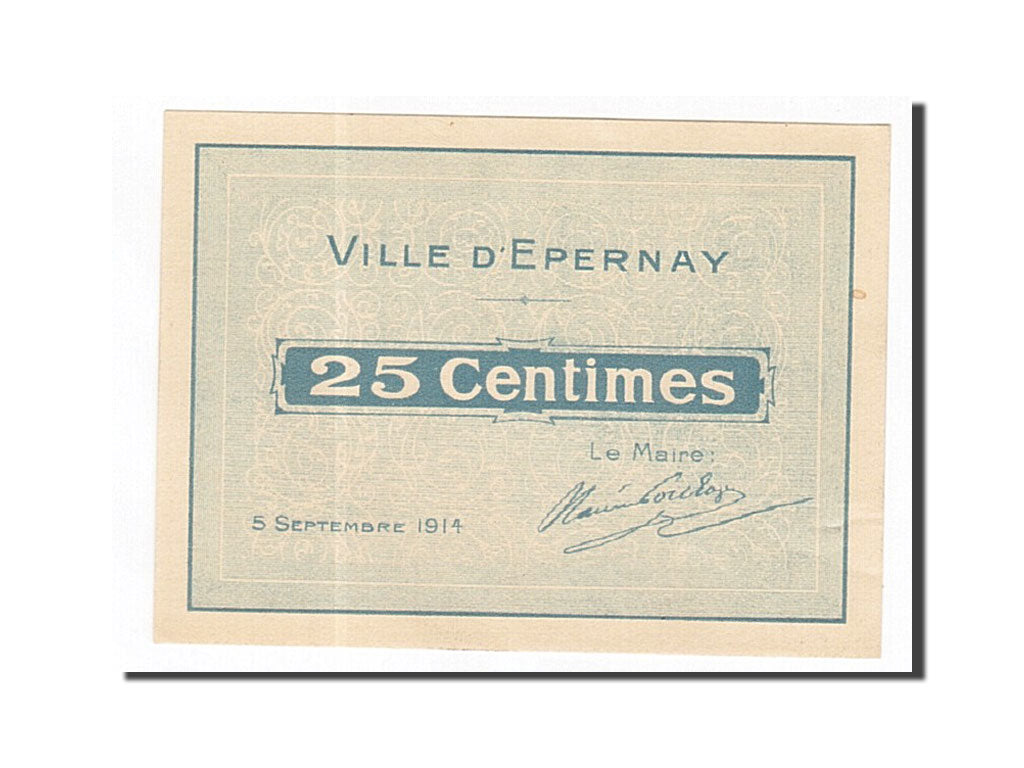 VILLE D'EPERNAY
25 Centimes
Le Maire:
5 SEPTEMBRE 1914